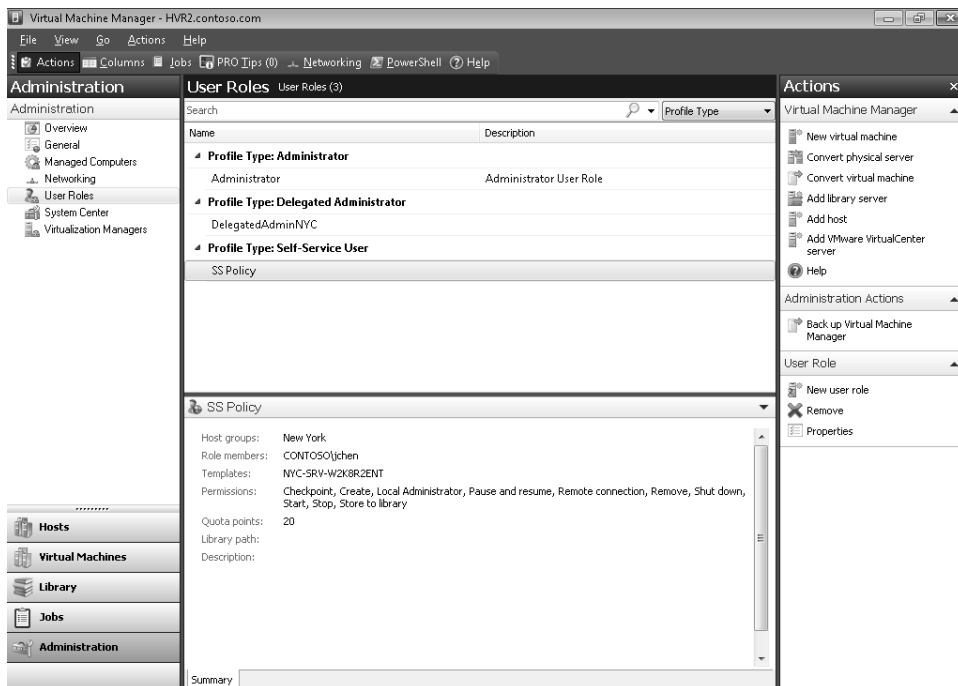 Virtual Machine Manager - HVR2.contoso.com
File View Go Actions Help
Actions Columns Jobs PRO Tips (0) Networking PowerShell Help
Administration
Administration
Overview
General
Managed Computers
Networking
User Roles
System Center
Virtualization Managers
Hosts
Virtual Machines
Library
Jobs
Administration
User Roles User Roles (3)
Search Profile Type
Name Description
Profile Type: Administrator
Administrator Administrator User Role
Profile Type: Delegated Administrator
DelegatedAdminNYC
Profile Type: Self-Service User
SS Policy
SS Policy
Host groups: New York
Role members: CONTOSO\jchen
Templates: NYC-SRV-W2K8R2ENT
Permissions: Checkpoint, Create, Local Administrator, Pause and resume, Remote connection, Remove, Shut down,
Start, Stop, Store to library
Quota points: 20
Library path:
Description:
Summary
Actions
Virtual Machine Manager
New virtual machine
Convert physical server
Convert virtual machine
Add library server
Add host
Add VMware VirtualCenter
server
Help
Administration Actions
Back up Virtual Machine
Manager
User Role
New user role
Remove
Properties